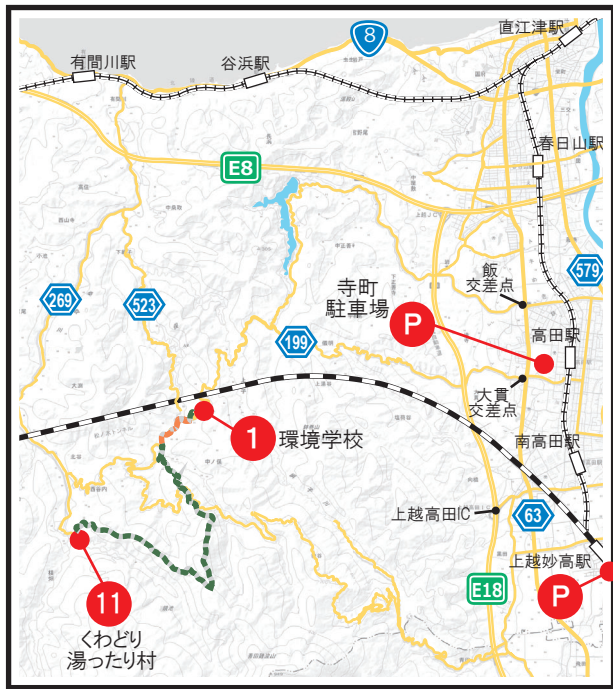 直江津駅
8
有間川駅
谷浜駅
春日山駅
E8
269
523
579
飯
交差点
寺町
駐車場
P
199
高田駅
大貫
交差点
1
環境学校
南高田駅
上越高田IC
63
上越妙高駅
11
E18
P
くわどり
湯ったり村